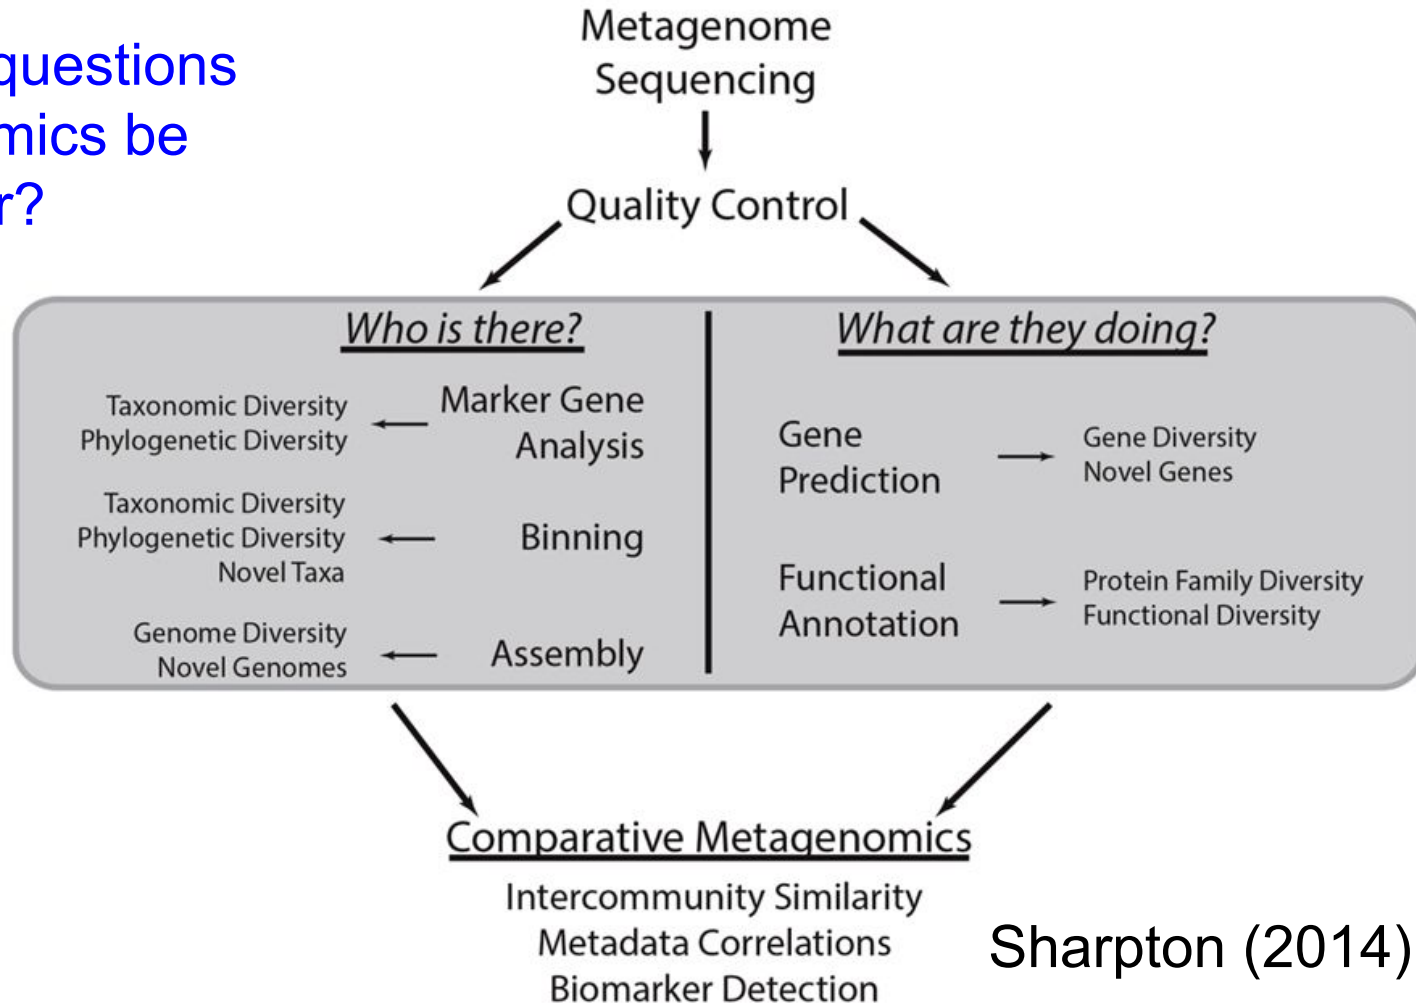 questions
be
Metagenome
Sequencing
Quality Control
Who is there?
Marker Gene
Analysis
Taxonomic Diversity
Phylogenetic Diversity
Binning
Taxonomic Diversity
Phylogenetic Diversity
Novel Taxa
Assembly
Genome Diversity
Novel Genomes
What are they doing?
Gene
Prediction
Gene Diversity
Novel Genes
Functional
Annotation
Protein Family Diversity
Functional Diversity
Comparative Metagenomics
Intercommunity Similarity
Metadata Correlations
Biomarker Detection
Sharpton (2014)